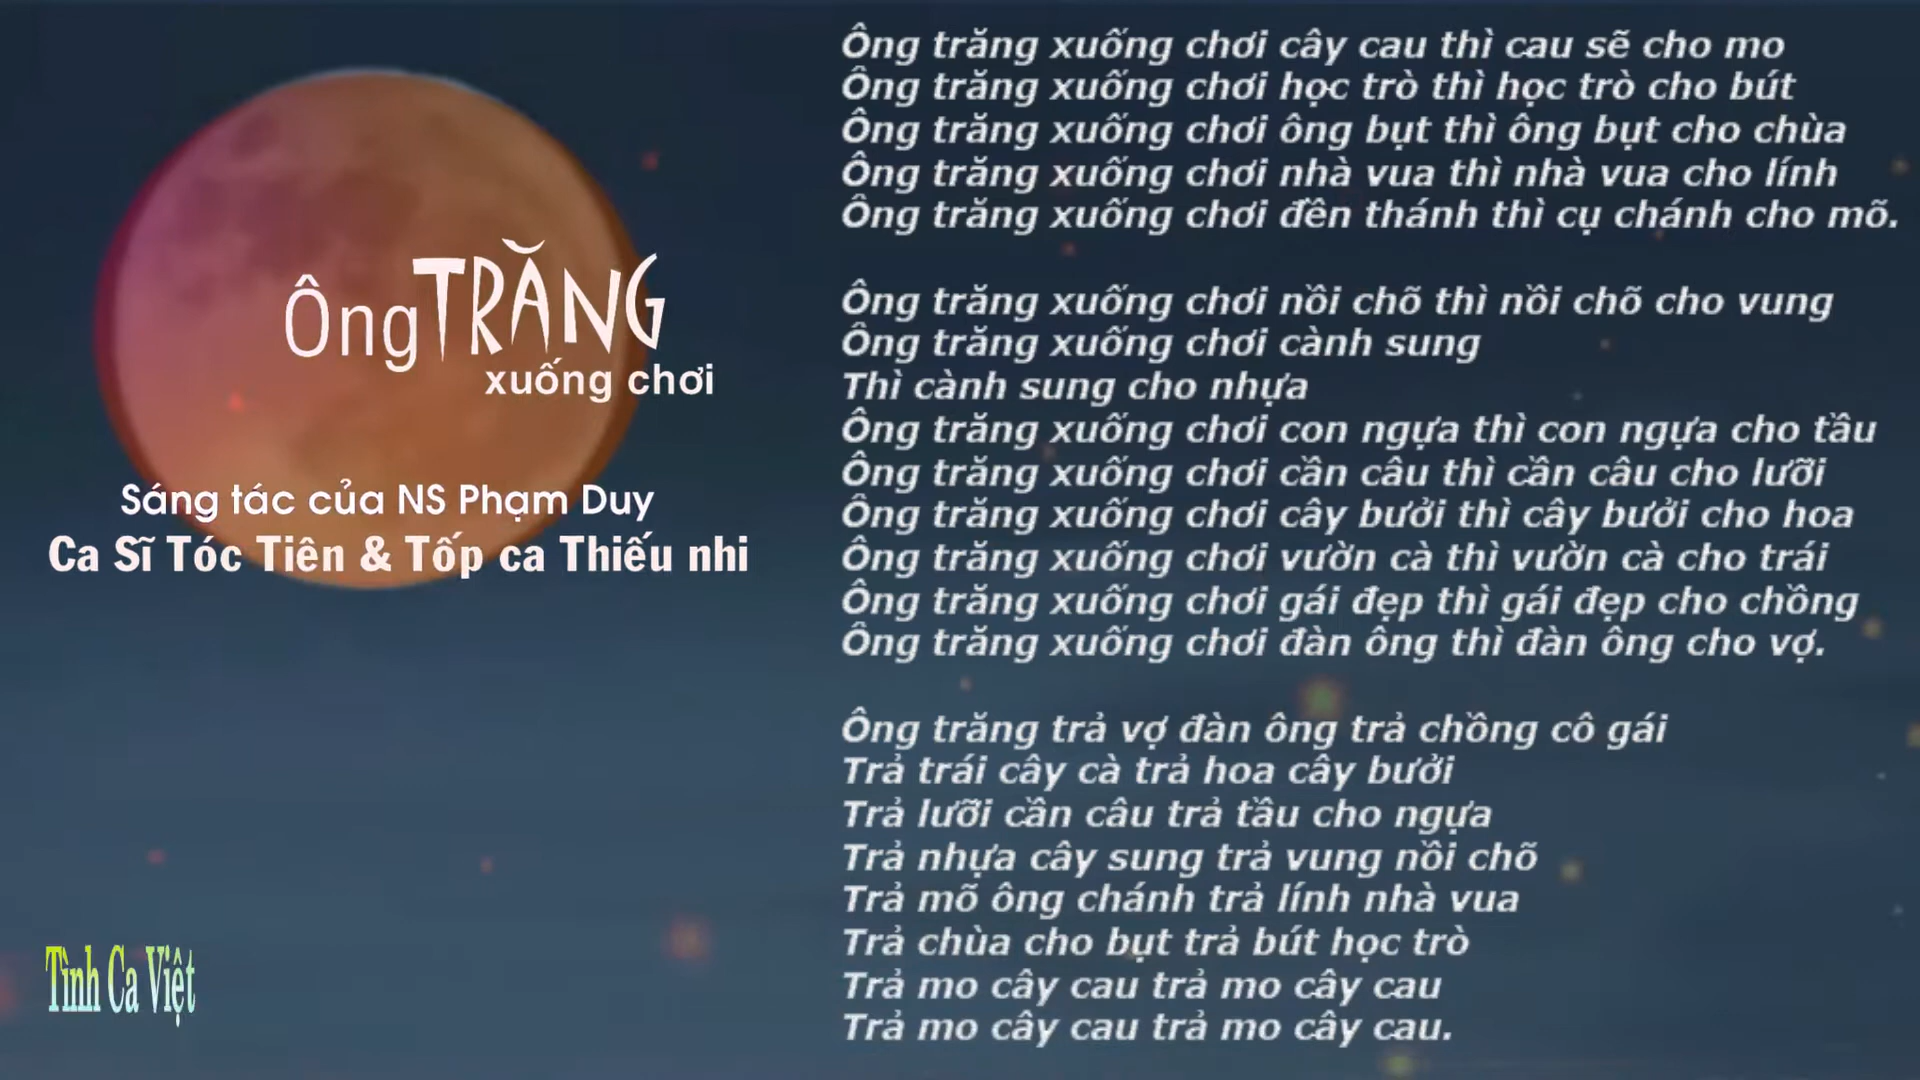 Ông TRĂNG
xuống chơi
Sáng tác của NS Phạm Duy
Ca Sĩ Tóc Tiên & Tốp ca Thiếu nhi
Tình Ca Việt
Ông trăng xuống chơi cây cau thì cau sẽ cho mo
Ông trăng xuống chơi học trò thì học trò cho bút
Ông trăng xuống chơi ông bụt thì ông bụt cho chùa
Ông trăng xuống chơi nhà vua thì nhà vua cho lính
Ông trăng xuống chơi đền thánh thì cụ chánh cho mõ.
Ông trăng xuống chơi nồi chõ thì nồi chõ cho vung
Ông trăng xuống chơi cành sung
Thì cành sung cho nhựa
Ông trăng xuống chơi con ngựa thì con ngựa cho tầu
Ông trăng xuống chơi cần câu thì cần câu cho lưỡi
Ông trăng xuống chơi cây bưởi thì cây bưởi cho hoa
Ông trăng xuống chơi vườn cà thì vườn cà cho trái
Ông trăng xuống chơi gái đẹp thì gái đẹp cho chồng
Ông trăng xuống chơi đàn ông thì đàn ông cho vợ.
Ông trăng trả vợ đàn ông trả chồng cô gái
Trả trái cây cà trả hoa cây bưởi
Trả lưỡi cần câu trả tầu cho ngựa
Trả nhựa cây sung trả vung nồi chõ
Trả mõ ông chánh trả lính nhà vua
Trả chùa cho bụt trả bút học trò
Trả mo cây cau trả mo cây cau
Trả mo cây cau trả mo cây cau.